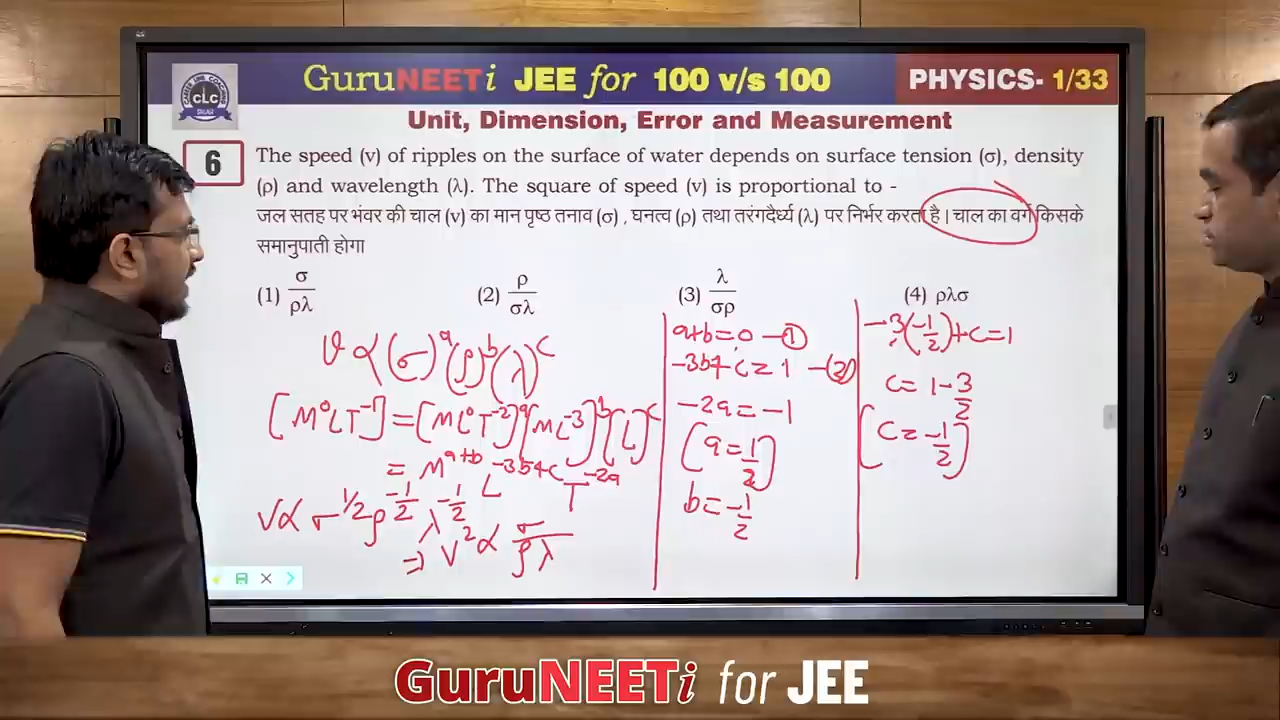 GuruNEETi JEE for 100 v/s 100
PHYSICS- 1/33
CLC
SIKAR
Unit, Dimension, Error and Measurement
6
The speed (v) of ripples on the surface of water depends on surface tension (σ), density
(ρ) and wavelength (λ). The square of speed (v) is proportional to -
जल सतह पर भंवर की चाल (v) का मान पृष्ठ तनाव (σ) , घनत्व (ρ) तथा तरंगदैर्ध्य (λ) पर निर्भर करता है। चाल का वर्ग किसके
समानुपाती होगा
(1) σ/ρλ (2) ρ/σλ (3) λ/σρ (4) ρλσ
v ∝ (σ)^a (ρ)^b (λ)^c
[M⁰LT⁻¹] = [ML⁰T⁻²]^a [ML⁻³]^b [L]^c
= M^a+b L^-3b+c T^-2a
v ∝ σ^1/2 ρ^-1/2 λ^-1/2
⇒ v² ∝ σ/ρλ
a+b=0 —①
-3b+c=1 —②
-2a=-1
[a=1/2]
b=-1/2
-3(-1/2)+c=1
c=1-3/2
[c=-1/2]
GuruNEETi for JEE